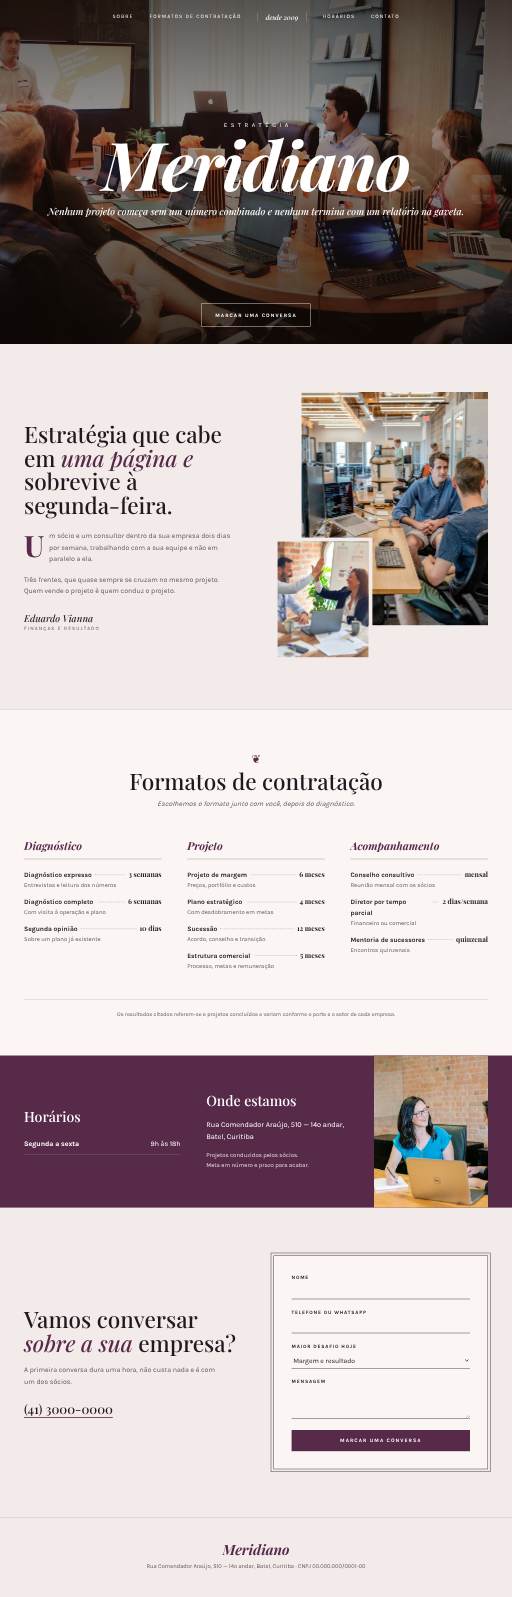 SOBRE FORMATOS DE CONTRATAÇÃO desde 2009 HORÁRIOS CONTATO
ESTRATÉGIA
Meridiano
Nenhum projeto começa sem um número combinado e nenhum termina com um relatório na gaveta.
MARCAR UMA CONVERSA
Estratégia que cabe
em uma página e
sobrevive à
segunda-feira.
Um sócio e um consultor dentro da sua empresa dois dias
por semana, trabalhando com a sua equipe e não em
paralelo a ela.
Três frentes, que quase sempre se cruzam no mesmo projeto.
Quem vende o projeto é quem conduz o projeto.
Eduardo Vianna
FINANÇAS E RESULTADO
Formatos de contratação
Escolhemos o formato junto com você, depois do diagnóstico.
Diagnóstico
Diagnóstico expresso 3 semanas
Entrevistas e leitura dos números
Diagnóstico completo 6 semanas
Com visita à operação e plano
Segunda opinião 10 dias
Sobre um plano já existente
Projeto
Projeto de margem 6 meses
Preços, portfólio e custos
Plano estratégico 4 meses
Com desdobramento em metas
Sucessão 12 meses
Acordo, conselho e transição
Estrutura comercial 5 meses
Processo, metas e remuneração
Acompanhamento
Conselho consultivo mensal
Reunião mensal com os sócios
Diretor por tempo 2 dias/semana
parcial
Financeiro ou comercial
Mentoria de sucessores quinzenal
Encontros quinzenais
Os resultados citados referem-se a projetos concluídos e variam conforme o porte e o setor de cada empresa.
Horários
Segunda a sexta 9h às 18h
Onde estamos
Rua Comendador Araújo, 510 — 14o andar,
Batel, Curitiba
Projetos conduzidos pelos sócios.
Meta em número e prazo para acabar.
Vamos conversar
sobre a sua empresa?
A primeira conversa dura uma hora, não custa nada e é com
um dos sócios.
(41) 3000-0000
NOME
TELEFONE OU WHATSAPP
MAIOR DESAFIO HOJE
Margem e resultado
MENSAGEM
MARCAR UMA CONVERSA
Meridiano
Rua Comendador Araújo, 510 — 14o andar, Batel, Curitiba · CNPJ 00.000.000/0001-00